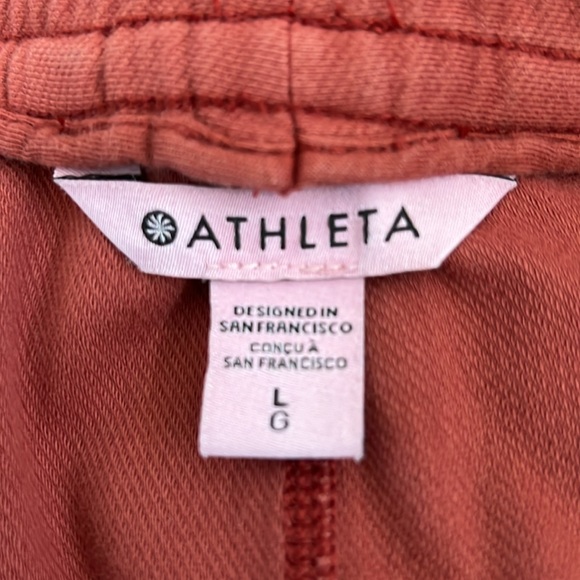 ATHLETA
DESIGNED IN
SAN FRANCISCO
CONÇU À
SAN FRANCISCO
L
G